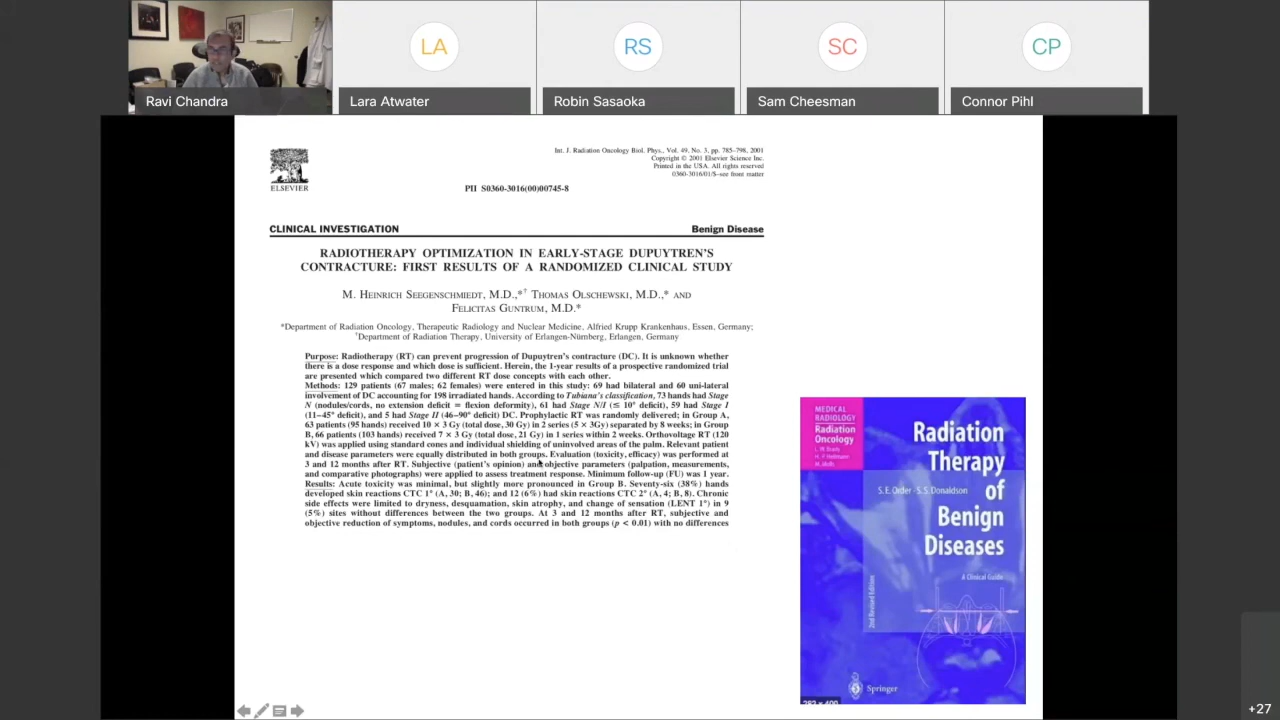 LA
RS
SC
CP
Ravi Chandra
Lara Atwater
Robin Sasaoka
Sam Cheesman
Connor Pihl
ELSEVIER
Int. J. Radiation Oncology Biol. Phys., Vol. 49, No. 3, pp. 785–798, 2001
Copyright © 2001 Elsevier Science Inc.
Printed in the USA. All rights reserved
0360-3016/01/$–see front matter
PII S0360-3016(00)00745-8
CLINICAL INVESTIGATION
Benign Disease
RADIOTHERAPY OPTIMIZATION IN EARLY-STAGE DUPUYTREN'S
CONTRACTURE: FIRST RESULTS OF A RANDOMIZED CLINICAL STUDY
M. HEINRICH SEEGENSCHMIEDT, M.D.,*† THOMAS OLSCHEWSKI, M.D.,* AND
FELICITAS GUNTRUM, M.D.*
*Department of Radiation Oncology, Therapeutic Radiology and Nuclear Medicine, Alfried Krupp Krankenhaus, Essen, Germany;
†Department of Radiation Therapy, University of Erlangen-Nürnberg, Erlangen, Germany
Purpose: Radiotherapy (RT) can prevent progression of Dupuytren's contracture (DC). It is unknown whether
there is a dose response and which dose is sufficient. Herein, the 1-year results of a prospective randomized trial
are presented which compared two different RT dose concepts with each other.
Methods: 129 patients (67 males; 62 females) were entered in this study: 69 had bilateral and 60 uni-lateral
involvement of DC accounting for 198 irradiated hands. According to Tubiana's classification, 73 hands had Stage
N (nodules/cords, no extension deficit = flexion deformity), 61 had Stage N/I (≤ 10° deficit), 59 had Stage I
(11–45° deficit), and 5 had Stage II (46–90° deficit) DC. Prophylactic RT was randomly delivered; in Group A,
63 patients (95 hands) received 10 × 3 Gy (total dose, 30 Gy) in 2 series (5 × 3Gy) separated by 8 weeks; in Group
B, 66 patients (103 hands) received 7 × 3 Gy (total dose, 21 Gy) in 1 series within 2 weeks. Orthovoltage RT (120
kV) was applied using standard cones and individual shielding of uninvolved areas of the palm. Relevant patient
and disease parameters were equally distributed in both groups. Evaluation (toxicity, efficacy) was performed at
3 and 12 months after RT. Subjective (patient's opinion) and objective parameters (palpation, measurements,
and comparative photographs) were applied to assess treatment response. Minimum follow-up (FU) was 1 year.
Results: Acute toxicity was minimal, but slightly more pronounced in Group B. Seventy-six (38%) hands
developed skin reactions CTC 1° (A, 30; B, 46); and 12 (6%) had skin reactions CTC 2° (A, 4; B, 8). Chronic
side effects were limited to dryness, desquamation, skin atrophy, and change of sensation (LENT 1°) in 9
(5%) sites without differences between the two groups. At 3 and 12 months after RT, subjective and
objective reduction of symptoms, nodules, and cords occurred in both groups (p < 0.01) with no differences
MEDICAL
RADIOLOGY
Radiation
Oncology
L. W. Brady
H. P. Heilmann
M. Molls
Radiation
Therapy
of
Benign
Diseases
S.E. Order · S.S. Donaldson
A Clinical Guide
2nd Revised Edition
Springer
+27